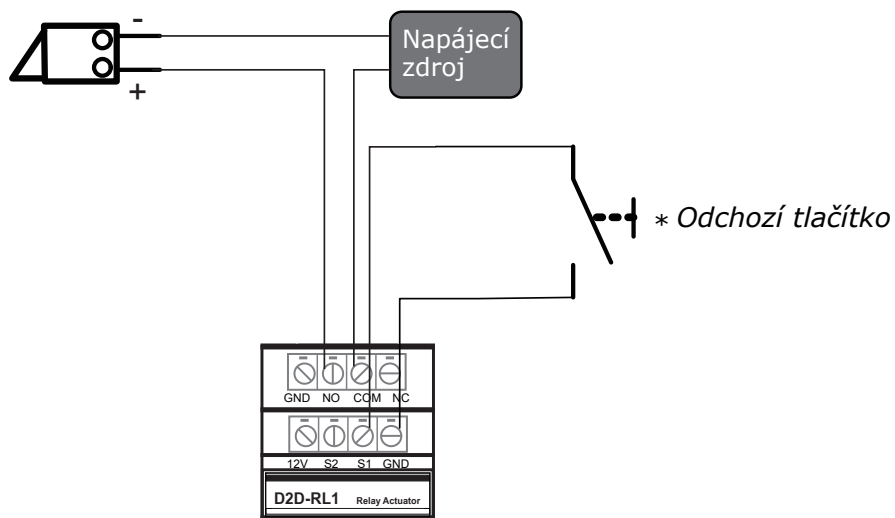 -
Napájecí
zdroj
+
* Odchozí tlačítko
GND NO COM NC
12V S2 S1 GND
D2D-RL1 Relay Actuator